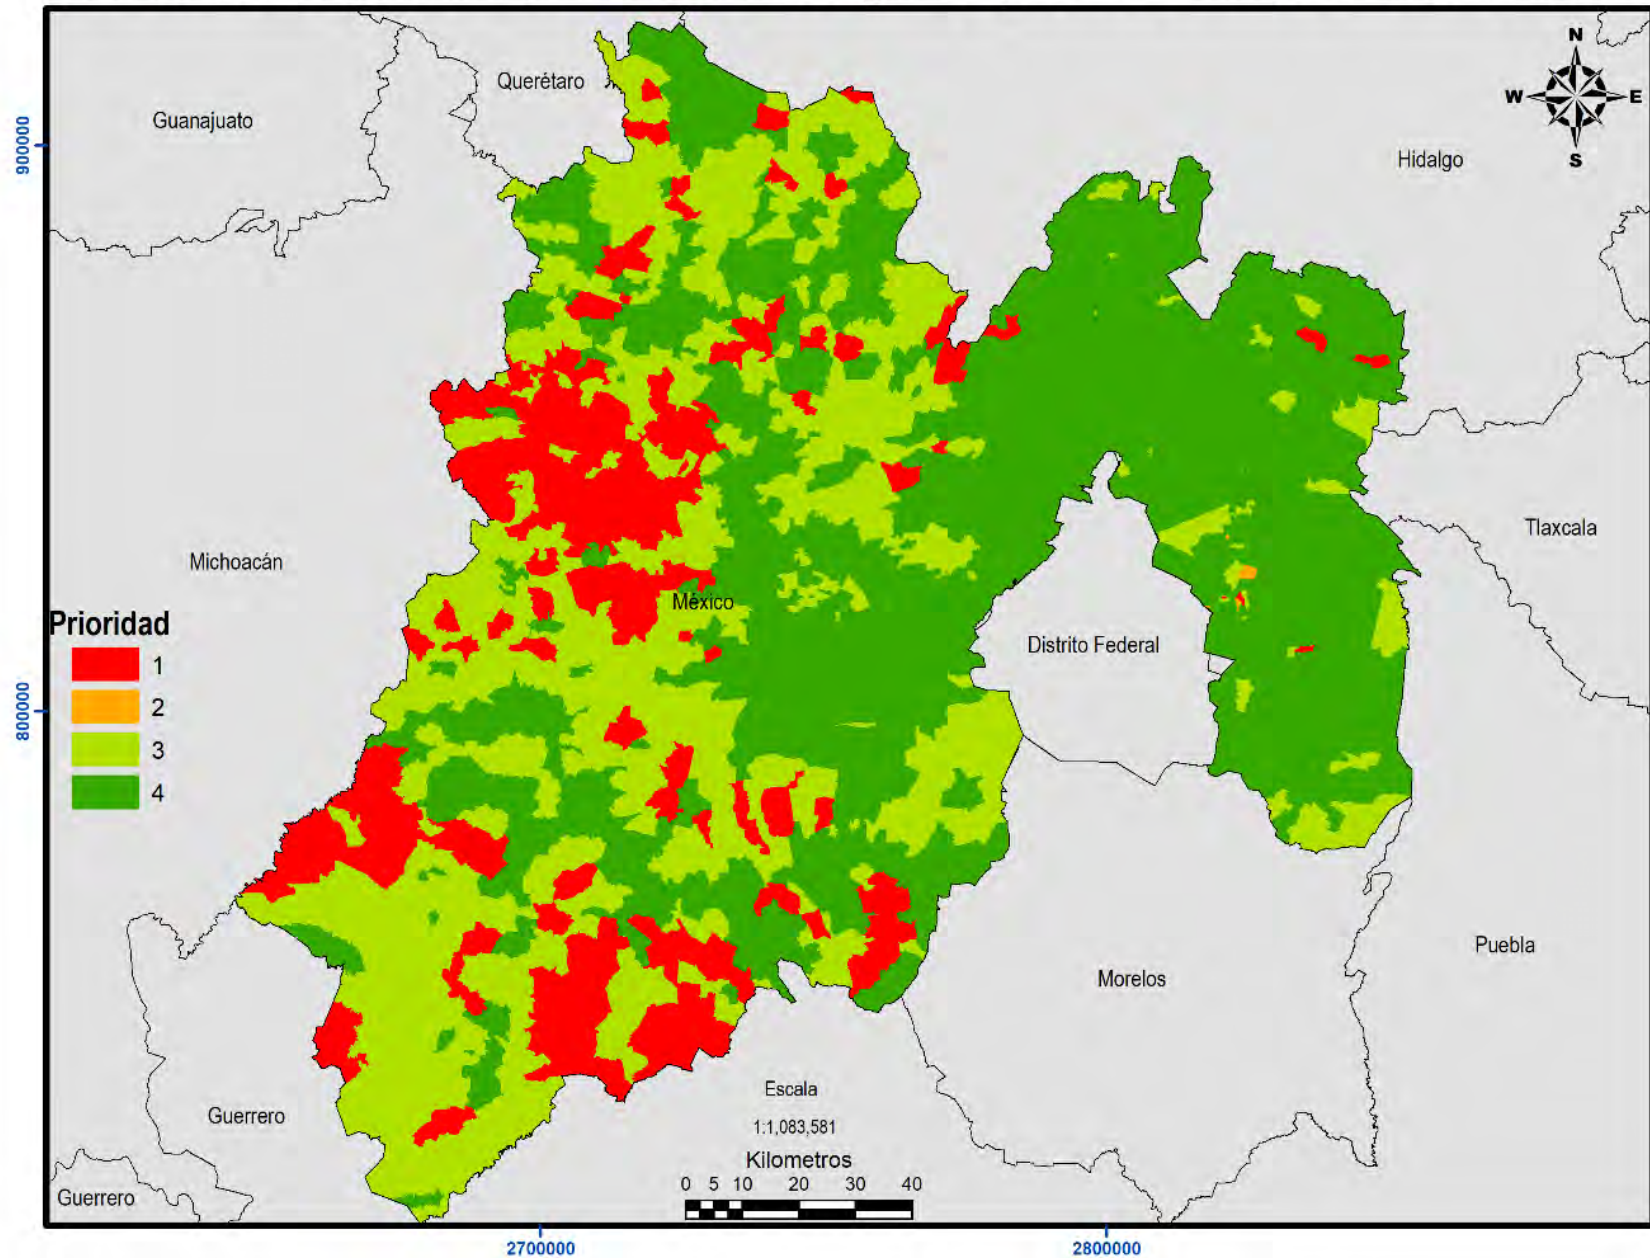 N
W E
S
Querétaro
Guanajuato
Hidalgo
900000
Tlaxcala
Michoacán
México
Prioridad
Distrito Federal
1
2
800000
3
4
Puebla
Morelos
Escala
Guerrero
1:1,083,581
Kilometros
0 5 10 20 30 40
Guerrero
2700000
2800000